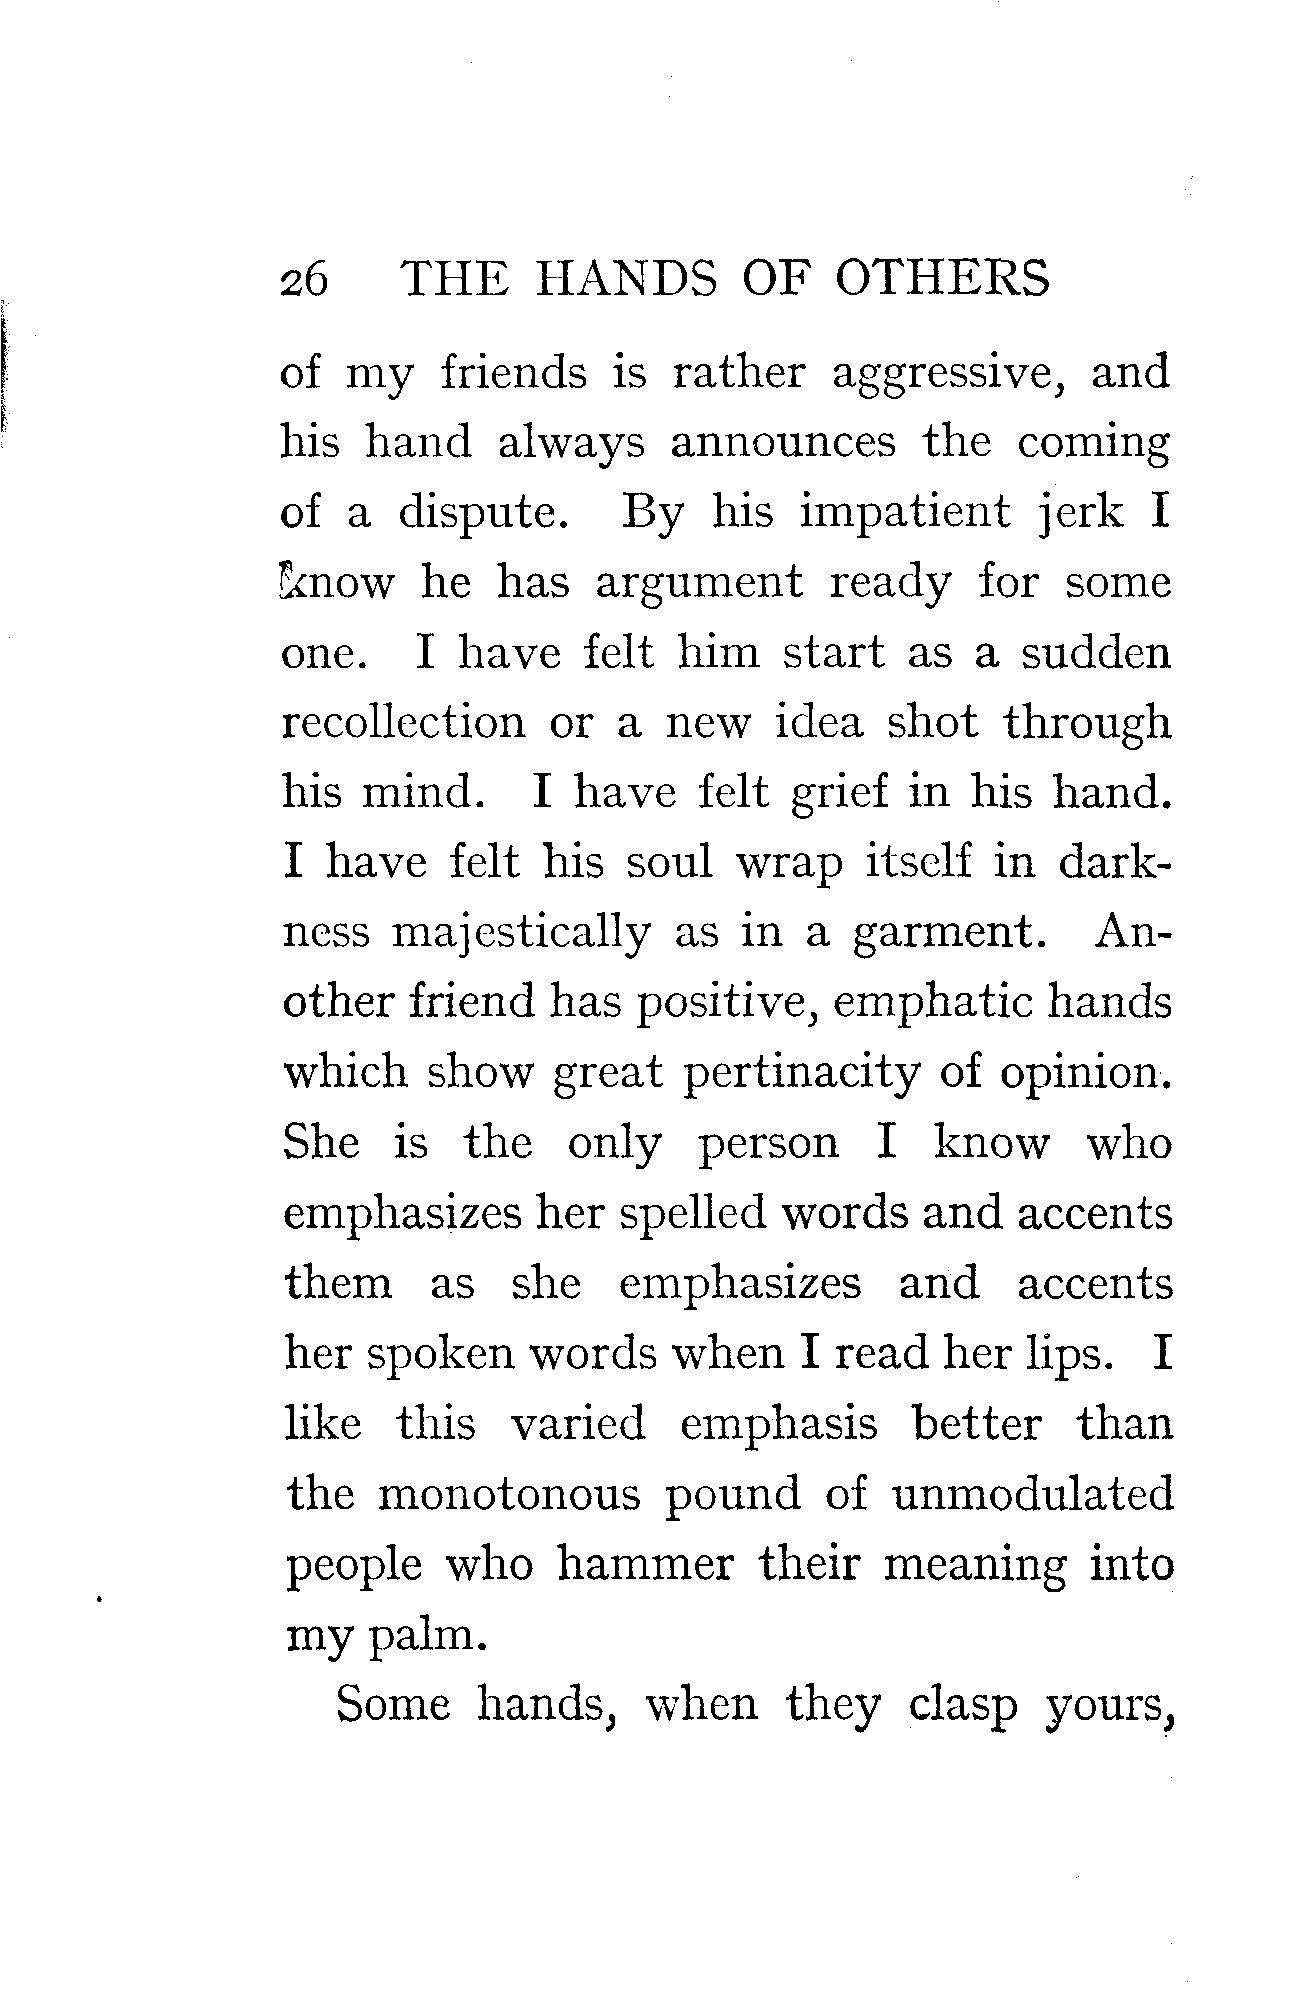 26 THE HANDS OF OTHERS
of my friends is rather aggressive, and
his hand always announces the coming
of a dispute. By his impatient jerk I
know he has argument ready for some
one. I have felt him start as a sudden
recollection or a new idea shot through
his mind. I have felt grief in his hand.
I have felt his soul wrap itself in dark-
ness majestically as in a garment. An-
other friend has positive, emphatic hands
which show great pertinacity of opinion.
She is the only person I know who
emphasizes her spelled words and accents
them as she emphasizes and accents
her spoken words when I read her lips. I
like this varied emphasis better than
the monotonous pound of unmodulated
people who hammer their meaning into
my palm.
Some hands, when they clasp yours,